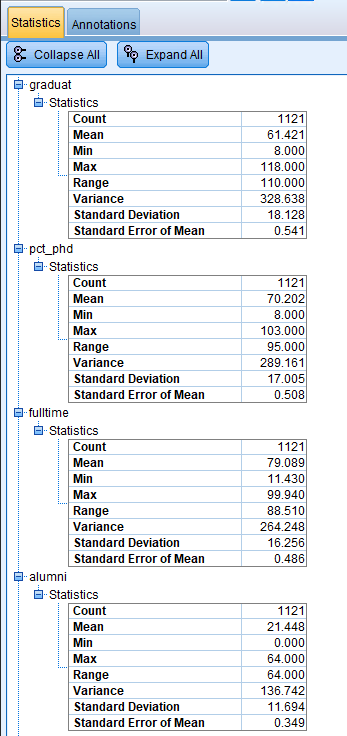 Statistics Annotations
Collapse All Expand All
graduat
Statistics
Count 1121
Mean 61.421
Min 8.000
Max 118.000
Range 110.000
Variance 328.638
Standard Deviation 18.128
Standard Error of Mean 0.541
pct_phd
Statistics
Count 1121
Mean 70.202
Min 8.000
Max 103.000
Range 95.000
Variance 289.161
Standard Deviation 17.005
Standard Error of Mean 0.508
fulltime
Statistics
Count 1121
Mean 79.089
Min 11.430
Max 99.940
Range 88.510
Variance 264.248
Standard Deviation 16.256
Standard Error of Mean 0.486
alumni
Statistics
Count 1121
Mean 21.448
Min 0.000
Max 64.000
Range 64.000
Variance 136.742
Standard Deviation 11.694
Standard Error of Mean 0.349